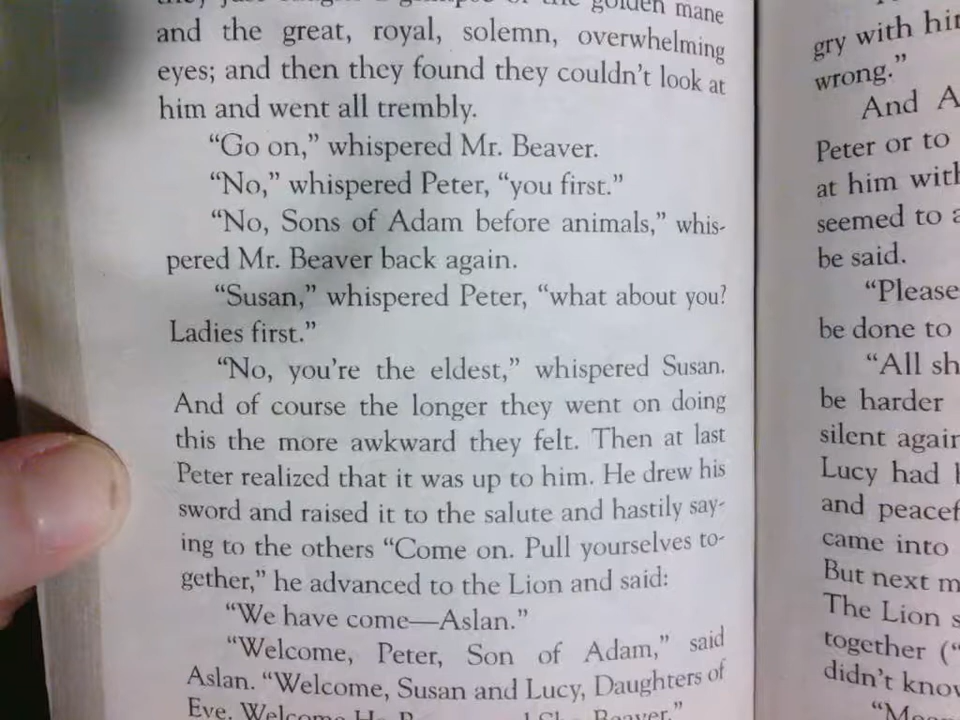 golden mane
and the great, royal, solemn, overwhelming
eyes; and then they found they couldn't look at
him and went all trembly.
“Go on,” whispered Mr. Beaver.
“No,” whispered Peter, “you first.”
“No, Sons of Adam before animals,” whis-
pered Mr. Beaver back again.
“Susan,” whispered Peter, “what about you?
Ladies first.”
“No, you're the eldest,” whispered Susan.
And of course the longer they went on doing
this the more awkward they felt. Then at last
Peter realized that it was up to him. He drew his
sword and raised it to the salute and hastily say-
ing to the others “Come on. Pull yourselves to-
gether,” he advanced to the Lion and said:
“We have come—Aslan.”
“Welcome, Peter, Son of Adam,” said
Aslan. “Welcome, Susan and Lucy, Daughters of
Eve. Welcome Beaver.”
gry with
wrong.”
And
Peter or to
at him
seemed to
be said.
“Please
be done to
“All
be harder
silent
Lucy had
and
came into
But next
The Lion
together
didn't